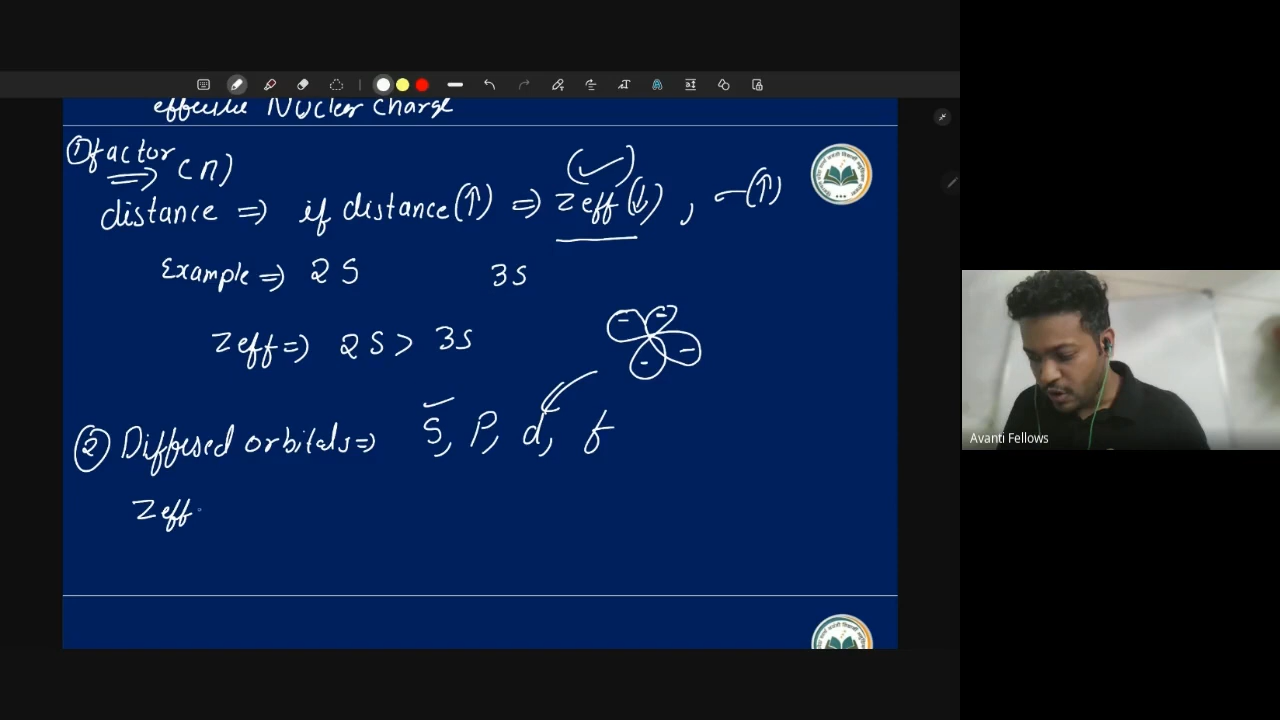 effective Nuclear Charge
① factor (n)
distance ⇒ if distance (↑) ⇒ Zeff (↓) , σ (↑)
(✓)
Example ⇒ 2S 3S
Zeff ⇒ 2S > 3S
② Diffused orbitals ⇒ S, P, d, f
Zeff
Avanti Fellows